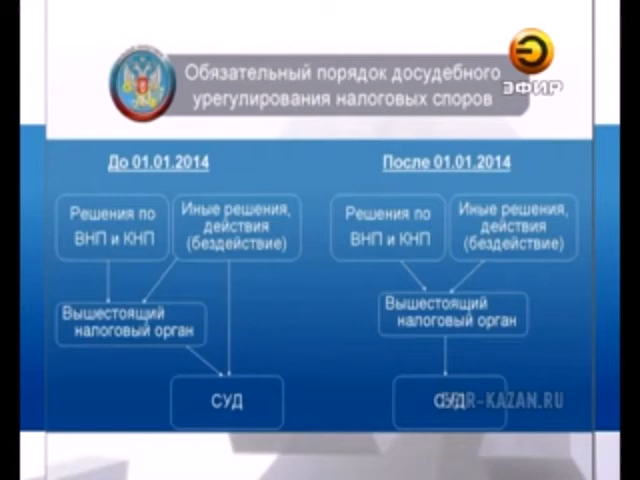 Обязательный порядок досудебного
урегулирования налоговых споров
ЭФИР
До 01.01.2014
После 01.01.2014
Решения по
ВНП и КНП
Иные решения,
действия
(бездействие)
Решения по
ВНП и КНП
Иные решения,
действия
(бездействие)
Вышестоящий
налоговый орган
Вышестоящий
налоговый орган
СУД
СУД